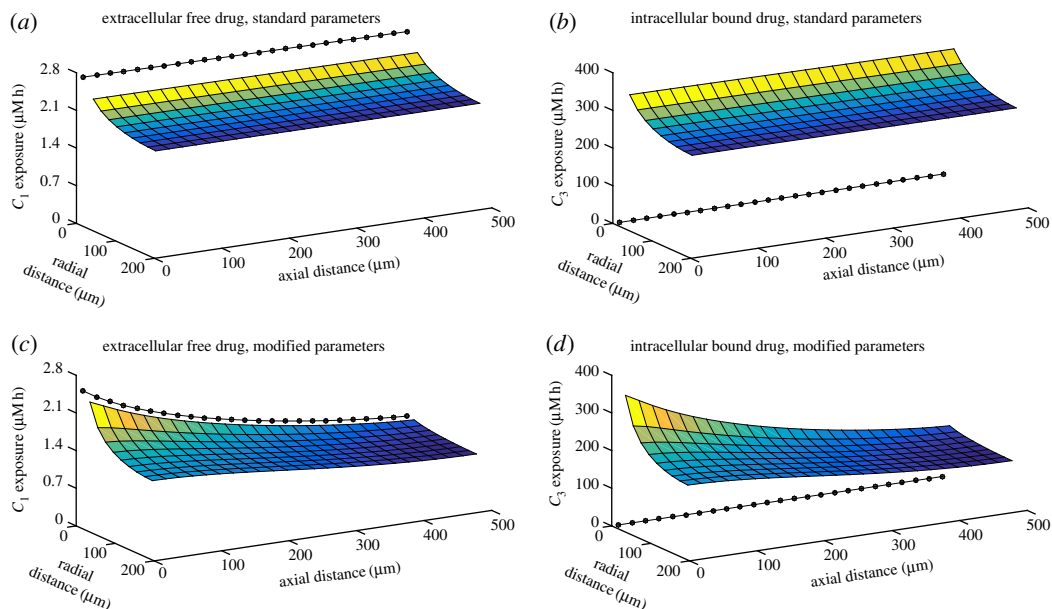 (a) extracellular free drug, standard parameters
2.8
2.1
1.4
0.7
0
C1 exposure (µM h)
0
100
200
radial
distance (µm)
0
100
200
300
400
500
axial distance (µm)
(b) intracellular bound drug, standard parameters
400
300
200
100
0
C3 exposure (µM h)
0
100
200
radial
distance (µm)
0
100
200
300
400
500
axial distance (µm)
(c) extracellular free drug, modified parameters
2.8
2.1
1.4
0.7
0
C1 exposure (µM h)
0
100
200
radial
distance (µm)
0
100
200
300
400
500
axial distance (µm)
(d) intracellular bound drug, modified parameters
400
300
200
100
0
C3 exposure (µM h)
0
100
200
radial
distance (µm)
0
100
200
300
400
500
axial distance (µm)